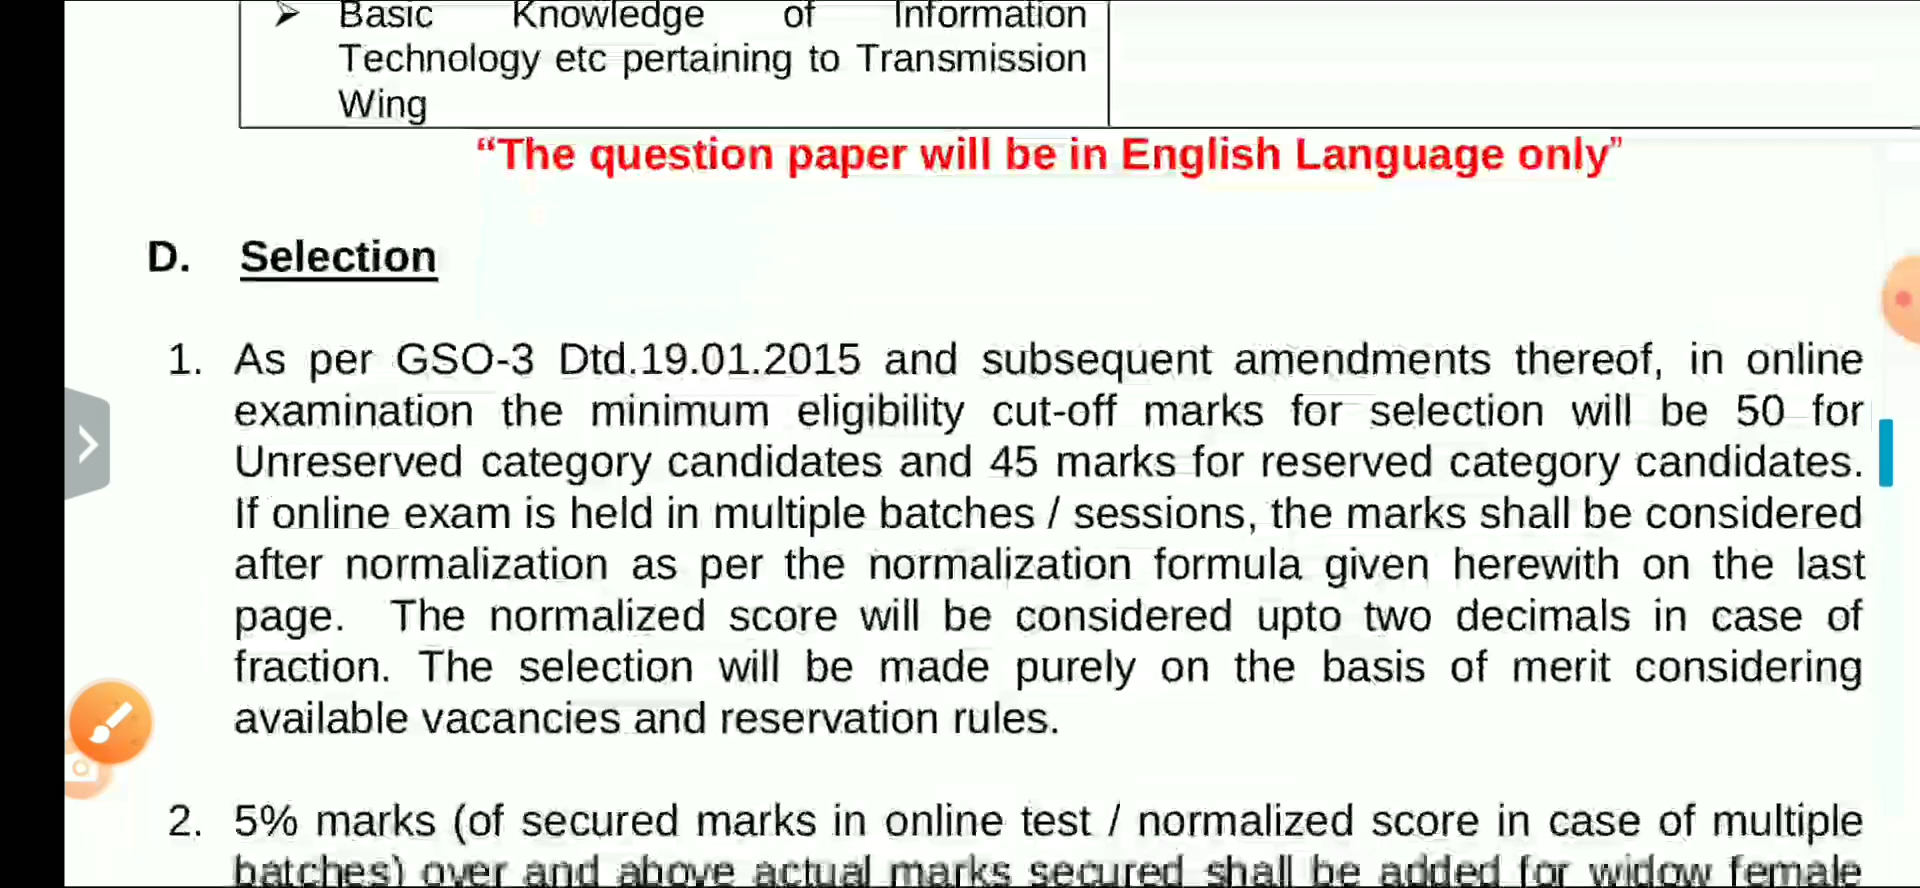 ➢ Basic Knowledge of Information
Technology etc pertaining to Transmission
Wing
“The question paper will be in English Language only”
D. Selection
1. As per GSO-3 Dtd.19.01.2015 and subsequent amendments thereof, in online
examination the minimum eligibility cut-off marks for selection will be 50 for
Unreserved category candidates and 45 marks for reserved category candidates.
If online exam is held in multiple batches / sessions, the marks shall be considered
after normalization as per the normalization formula given herewith on the last
page. The normalized score will be considered upto two decimals in case of
fraction. The selection will be made purely on the basis of merit considering
available vacancies and reservation rules.
2. 5% marks (of secured marks in online test / normalized score in case of multiple
batches) over and above actual marks secured shall be added for widow female